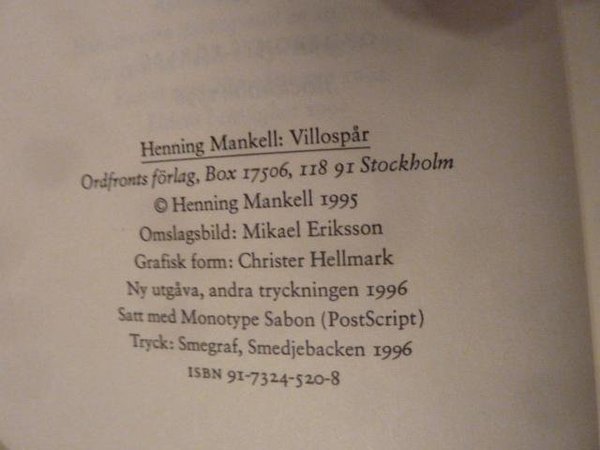 Henning Mankell: Villospår
Ordfronts förlag, Box 17506, 118 91 Stockholm
© Henning Mankell 1995
Omslagsbild: Mikael Eriksson
Grafisk form: Christer Hellmark
Ny utgåva, andra tryckningen 1996
Satt med Monotype Sabon (PostScript)
Tryck: Smegraf, Smedjebacken 1996
ISBN 91-7324-520-8